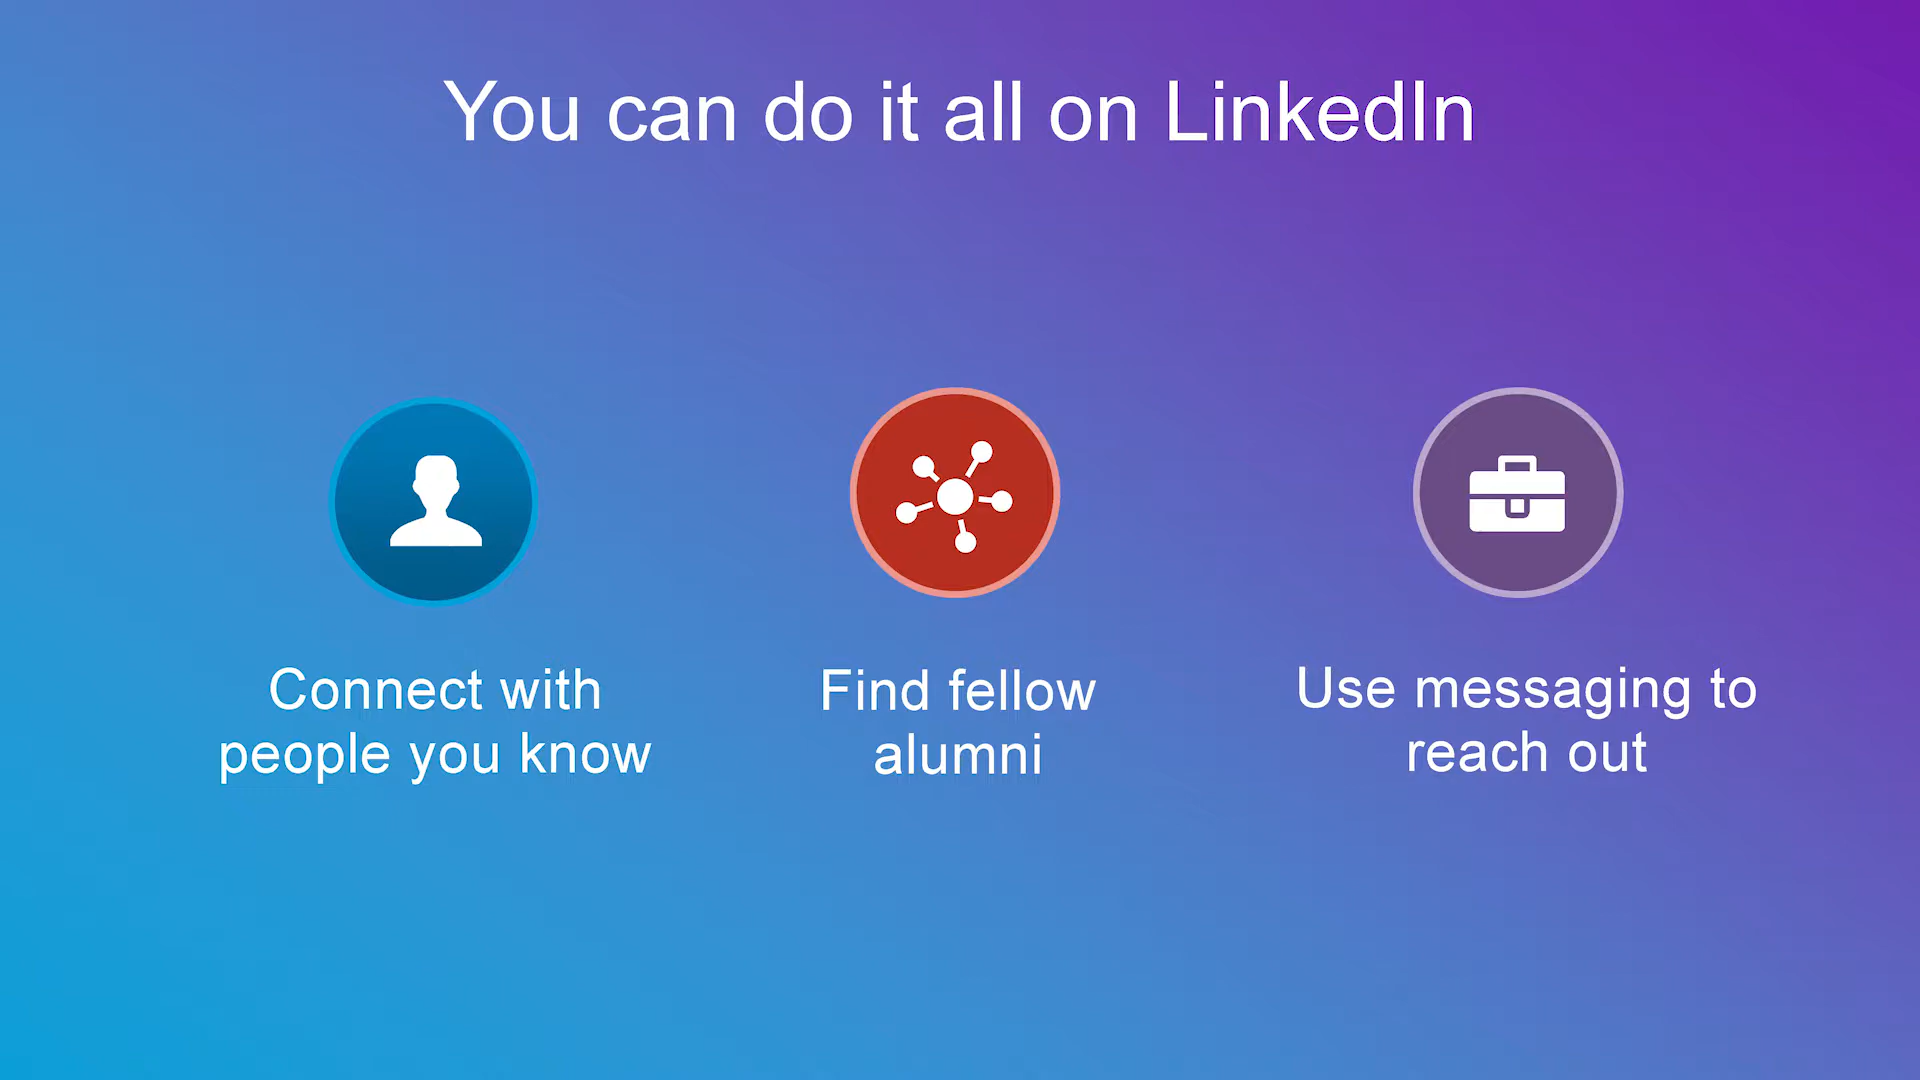 You can do it all on LinkedIn
Connect with
people you know
Find fellow
alumni
Use messaging to
reach out